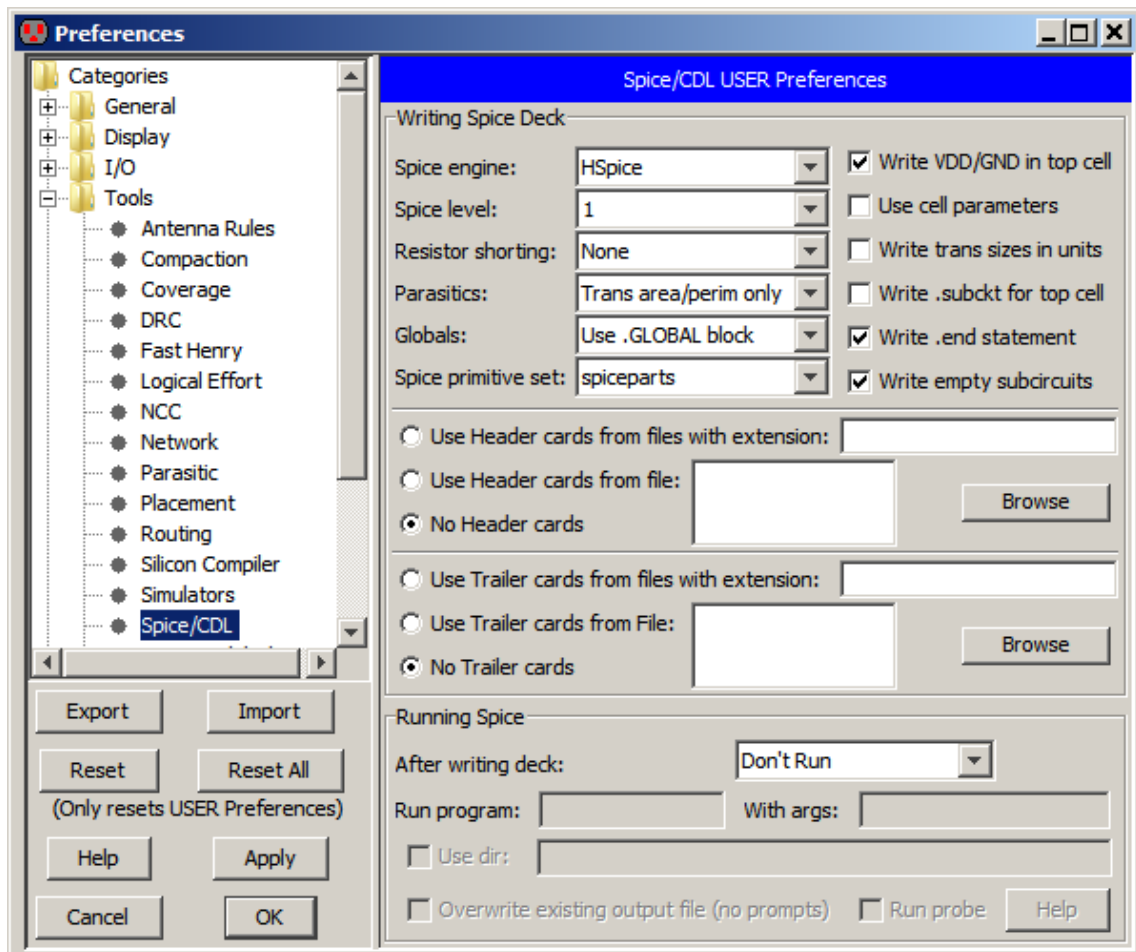 Preferences
Categories
General
Display
I/O
Tools
Antenna Rules
Compaction
Coverage
DRC
Fast Henry
Logical Effort
NCC
Network
Parasitic
Placement
Routing
Silicon Compiler
Simulators
Spice/CDL
Export Import
Reset Reset All
(Only resets USER Preferences)
Help Apply
Cancel OK
Spice/CDL USER Preferences
Writing Spice Deck
Spice engine: HSpice Write VDD/GND in top cell
Spice level: 1 Use cell parameters
Resistor shorting: None Write trans sizes in units
Parasitics: Trans area/perim only Write .subckt for top cell
Globals: Use .GLOBAL block Write .end statement
Spice primitive set: spiceparts Write empty subcircuits
Use Header cards from files with extension:
Use Header cards from file:
Browse
No Header cards
Use Trailer cards from files with extension:
Use Trailer cards from File:
Browse
No Trailer cards
Running Spice
After writing deck: Don't Run
Run program: With args:
Use dir:
Overwrite existing output file (no prompts) Run probe Help